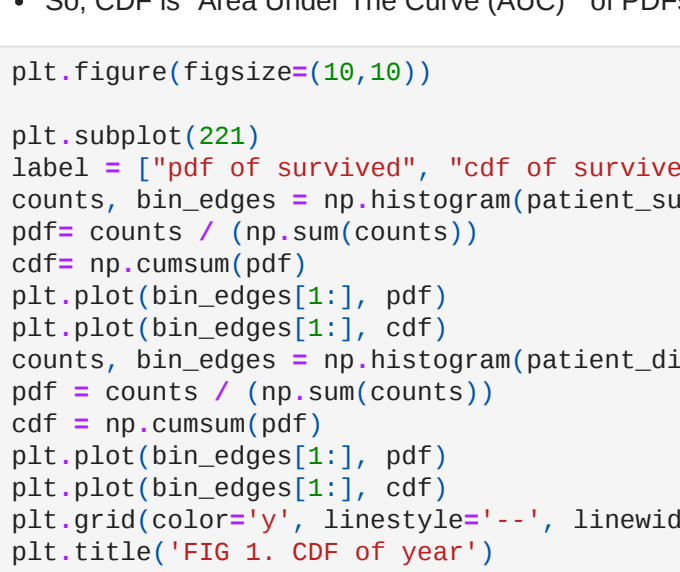 • So, CDF is "Area Under The Curve (AUC)" of PDFs
plt.figure(figsize=(10,10))
plt.subplot(221)
label = ["pdf of survived", "cdf of survive
counts, bin_edges = np.histogram(patient_su
pdf= counts / (np.sum(counts))
cdf= np.cumsum(pdf)
plt.plot(bin_edges[1:], pdf)
plt.plot(bin_edges[1:], cdf)
counts, bin_edges = np.histogram(patient_di
pdf = counts / (np.sum(counts))
cdf = np.cumsum(pdf)
plt.plot(bin_edges[1:], pdf)
plt.plot(bin_edges[1:], cdf)
plt.grid(color='y', linestyle='--', linewid
plt.title('FIG 1. CDF of year')